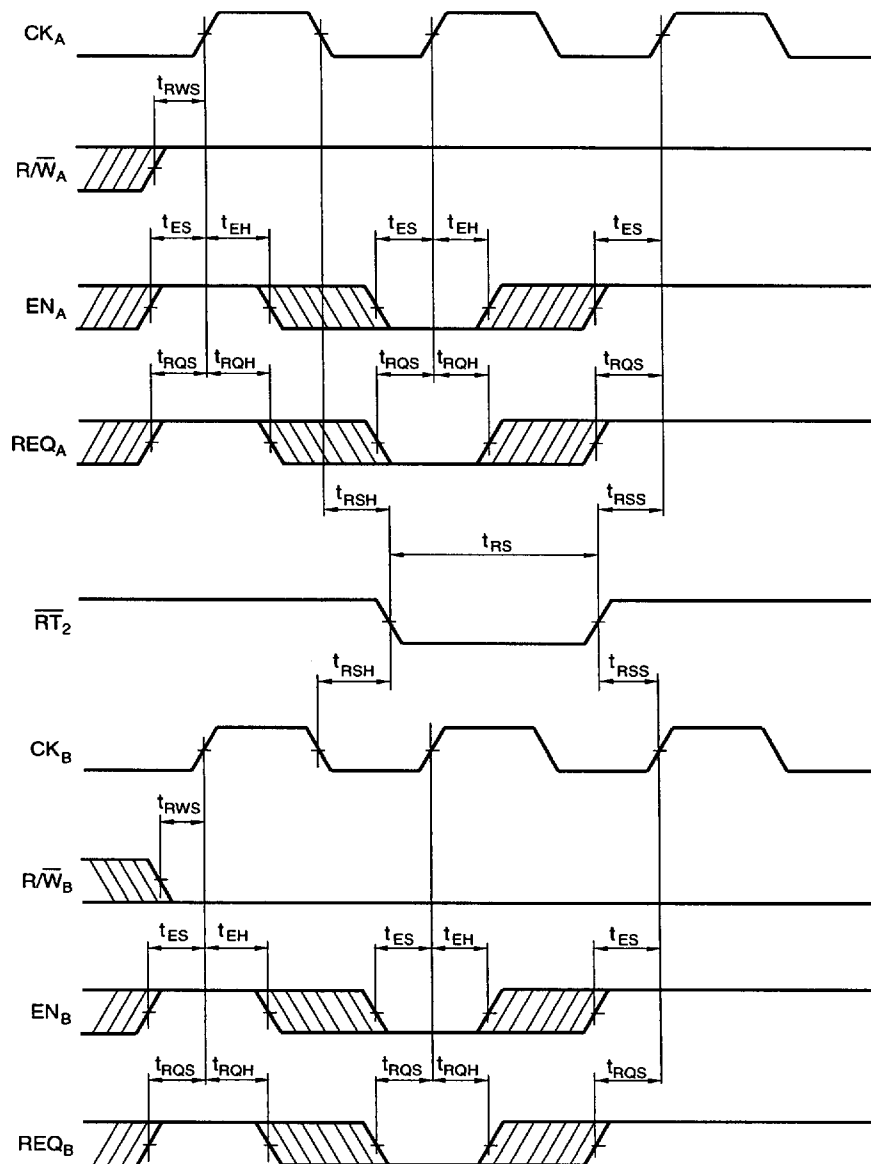 CK_A
t_RWS
R/W̅_A
t_ES t_EH t_ES t_EH t_ES
EN_A
t_RQS t_RQH t_RQS t_RQH t_RQS
REQ_A
t_RSH t_RSS
t_RS
R̅T̅_2
t_RSH t_RSS
CK_B
t_RWS
R/W̅_B
t_ES t_EH t_ES t_EH t_ES
EN_B
t_RQS t_RQH t_RQS t_RQH t_RQS
REQ_B